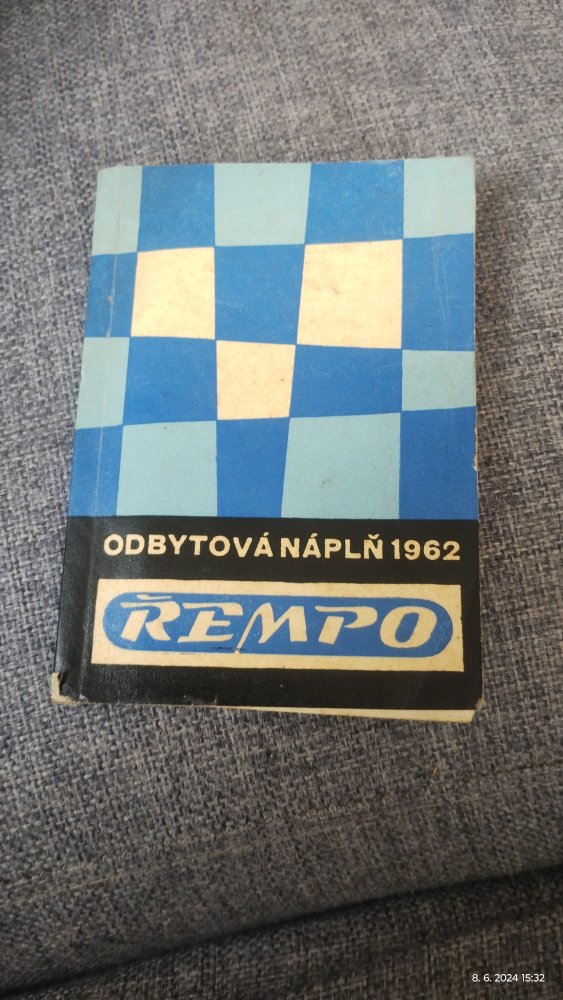 ODBYTOVÁ NÁPLŇ 1962
ŘEMPO
8. 6. 2024 15:32